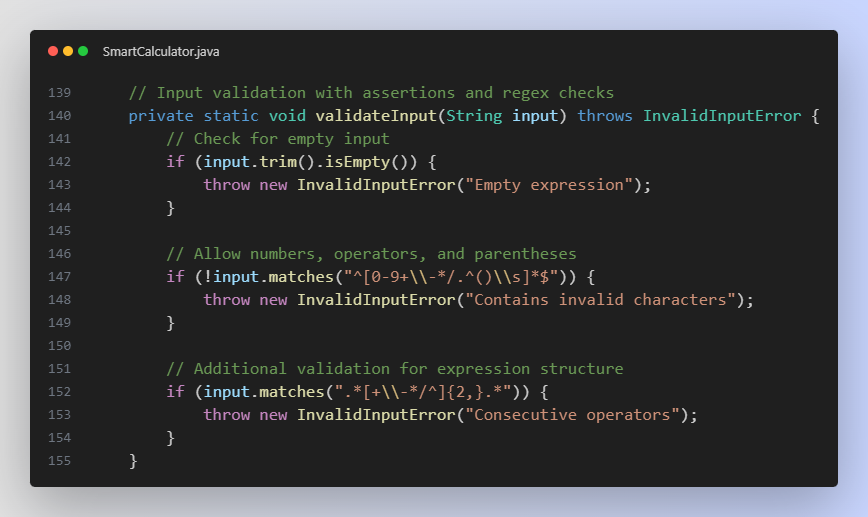 SmartCalculator.java
139 // Input validation with assertions and regex checks
140 private static void validateInput(String input) throws InvalidInputError {
141 // Check for empty input
142 if (input.trim().isEmpty()) {
143 throw new InvalidInputError("Empty expression");
144 }
145
146 // Allow numbers, operators, and parentheses
147 if (!input.matches("^[0-9+\\-*/.^()\\s]*$")) {
148 throw new InvalidInputError("Contains invalid characters");
149 }
150
151 // Additional validation for expression structure
152 if (input.matches(".*[+\\-*/^]{2,}.*")) {
153 throw new InvalidInputError("Consecutive operators");
154 }
155 }